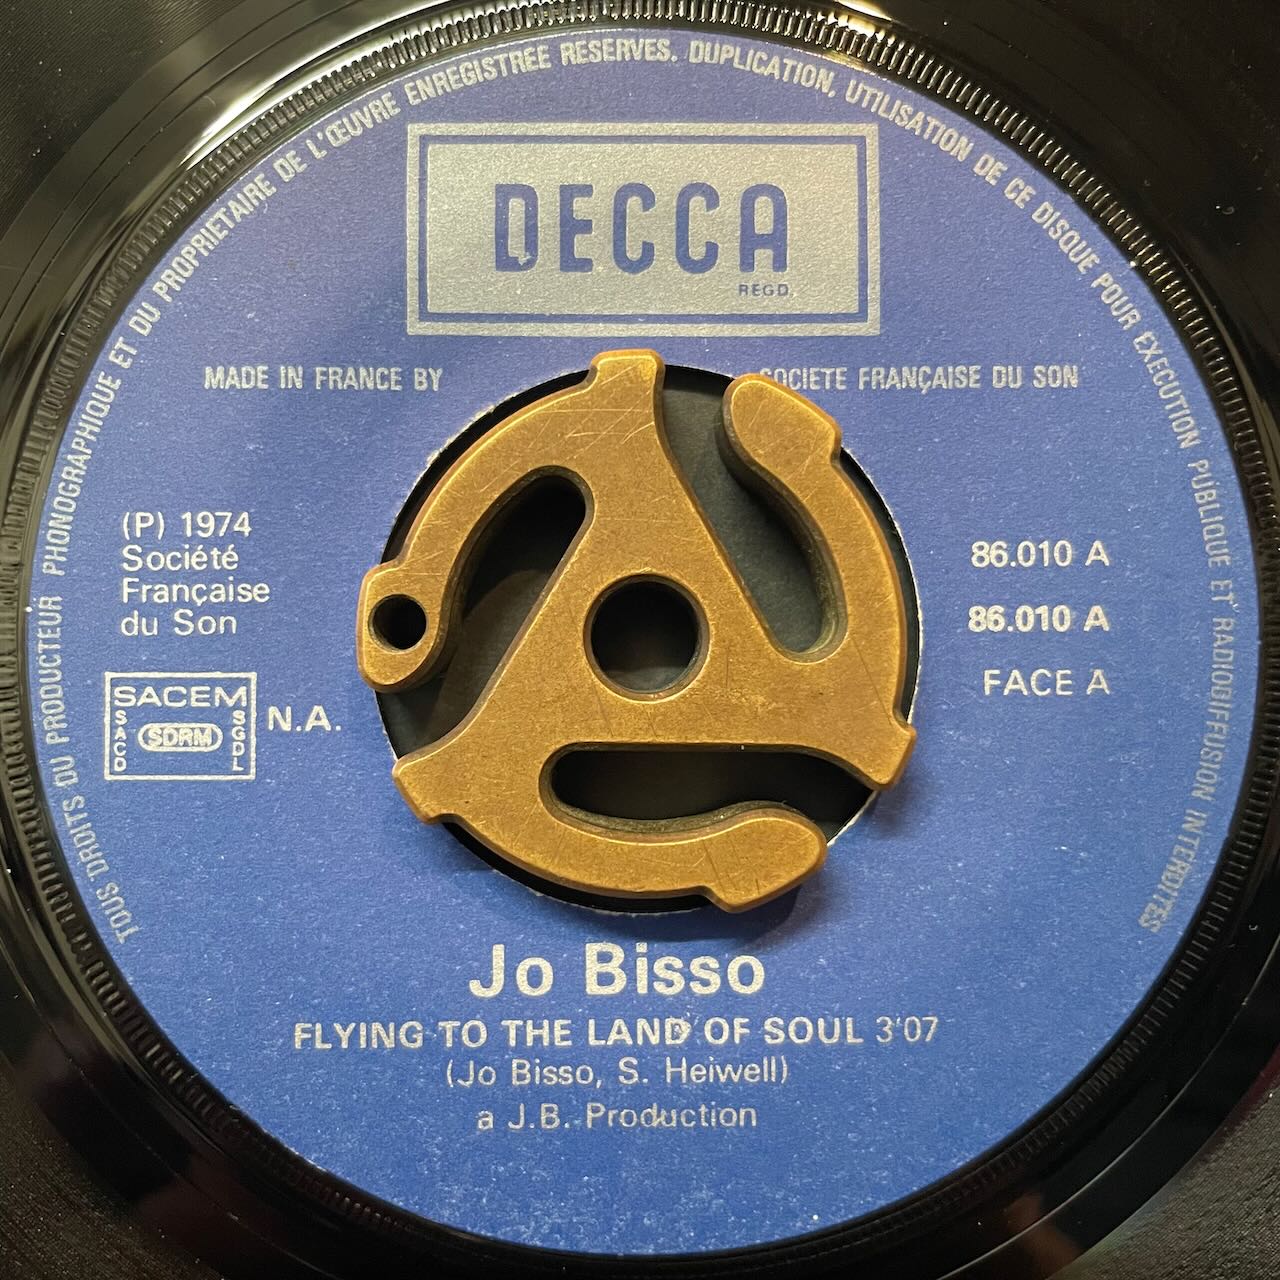 TOUS DROITS DU PRODUCTEUR PHONOGRAPHIQUE ET DU PROPRIETAIRE DE L'ŒUVRE ENREGISTREE RESERVES. DUPLICATION, UTILISATION DE CE DISQUE POUR EXECUTION PUBLIQUE ET RADIODIFFUSION INTERDITES
DECCA
REGD.
MADE IN FRANCE BY SOCIETE FRANÇAISE DU SON
(P) 1974
Société
Française
du Son
SACEM
SACD
SDRM
SGDL
N.A.
86.010 A
86.010 A
FACE A
Jo Bisso
FLYING TO THE LAND OF SOUL 3'07
(Jo Bisso, S. Heiwell)
a J.B. Production